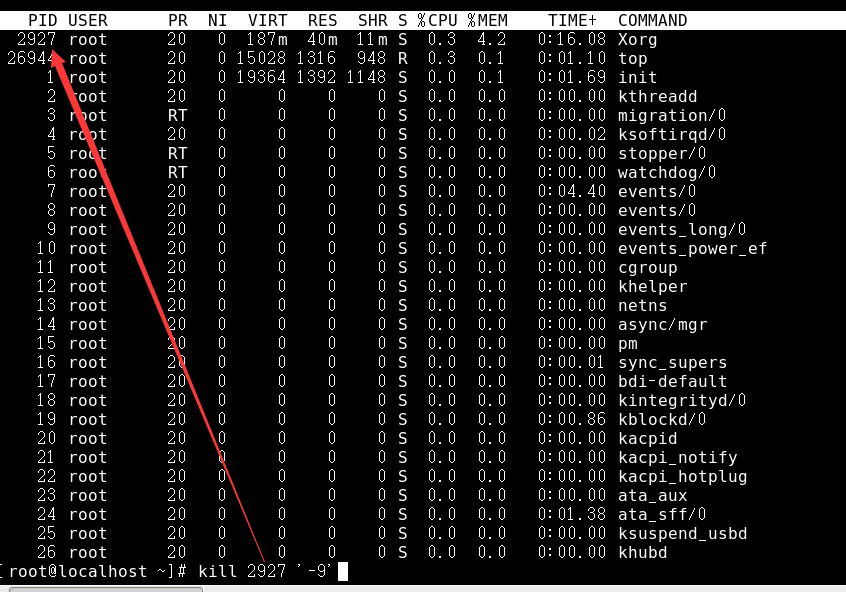 PID USER PR NI VIRT RES SHR S %CPU %MEM TIME+ COMMAND
2927 root 20 0 187m 40m 11m S 0.3 4.2 0:16.08 Xorg
26944 root 20 0 15028 1316 948 R 0.3 0.1 0:01.10 top
1 root 20 0 19364 1392 1148 S 0.0 0.1 0:01.69 init
2 root 20 0 0 0 0 S 0.0 0.0 0:00.00 kthreadd
3 root RT 0 0 0 0 S 0.0 0.0 0:00.00 migration/0
4 root 20 0 0 0 0 S 0.0 0.0 0:00.02 ksoftirqd/0
5 root RT 0 0 0 0 S 0.0 0.0 0:00.00 stopper/0
6 root RT 0 0 0 0 S 0.0 0.0 0:00.00 watchdog/0
7 root 20 0 0 0 0 S 0.0 0.0 0:04.40 events/0
8 root 20 0 0 0 0 S 0.0 0.0 0:00.00 events/0
9 root 20 0 0 0 0 S 0.0 0.0 0:00.00 events_long/0
10 root 20 0 0 0 0 S 0.0 0.0 0:00.00 events_power_ef
11 root 20 0 0 0 0 S 0.0 0.0 0:00.00 cgroup
12 root 20 0 0 0 0 S 0.0 0.0 0:00.00 khelper
13 root 20 0 0 0 0 S 0.0 0.0 0:00.00 netns
14 root 20 0 0 0 0 S 0.0 0.0 0:00.00 async/mgr
15 root 20 0 0 0 0 S 0.0 0.0 0:00.00 pm
16 root 20 0 0 0 0 S 0.0 0.0 0:00.01 sync_supers
17 root 20 0 0 0 0 S 0.0 0.0 0:00.00 bdi-default
18 root 20 0 0 0 0 S 0.0 0.0 0:00.00 kintegrityd/0
19 root 20 0 0 0 0 S 0.0 0.0 0:00.86 kblockd/0
20 root 20 0 0 0 0 S 0.0 0.0 0:00.00 kacpid
21 root 20 0 0 0 0 S 0.0 0.0 0:00.00 kacpi_notify
22 root 20 0 0 0 0 S 0.0 0.0 0:00.00 kacpi_hotplug
23 root 20 0 0 0 0 S 0.0 0.0 0:00.00 ata_aux
24 root 20 0 0 0 0 S 0.0 0.0 0:01.38 ata_sff/0
25 root 20 0 0 0 0 S 0.0 0.0 0:00.00 ksuspend_usbd
26 root 20 0 0 0 0 S 0.0 0.0 0:00.00 khubd
[root@localhost ~]# kill 2927 '-9'